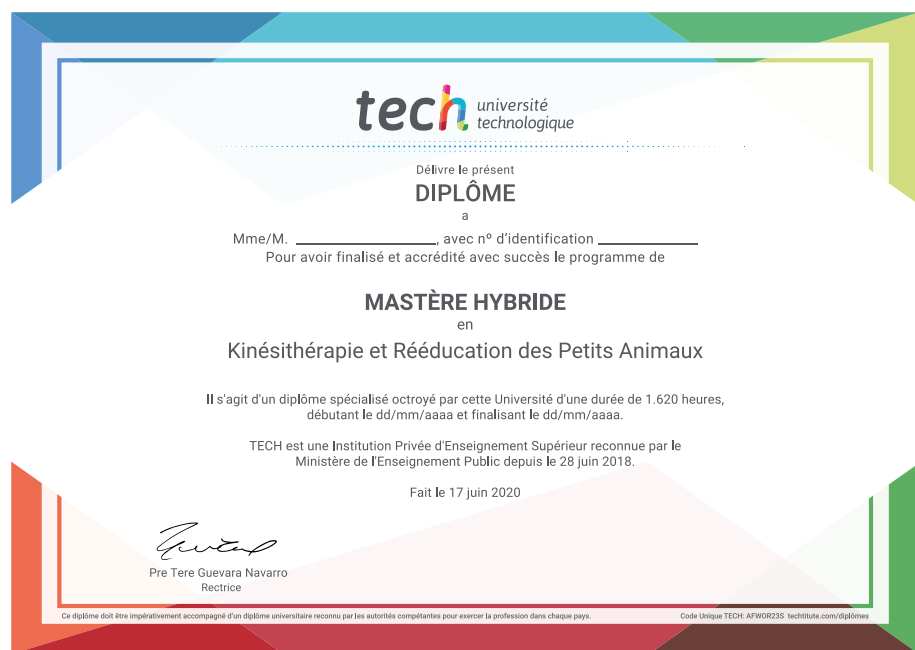 tech université
technologique
Délivre le présent
DIPLÔME
a
Mme/M. ____________________, avec nº d'identification ______________
Pour avoir finalisé et accrédité avec succès le programme de
MASTÈRE HYBRIDE
en
Kinésithérapie et Rééducation des Petits Animaux
Il s'agit d'un diplôme spécialisé octroyé par cette Université d'une durée de 1.620 heures,
débutant le dd/mm/aaaa et finalisant le dd/mm/aaaa.
TECH est une Institution Privée d'Enseignement Supérieur reconnue par le
Ministère de l'Enseignement Public depuis le 28 juin 2018.
Fait le 17 juin 2020
Pre Tere Guevara Navarro
Rectrice
Ce diplôme doit être impérativement accompagné d'un diplôme universitaire reconnu par les autorités compétentes pour exercer la profession dans chaque pays.
Code Unique TECH: AFWOR23S techtitute.com/diplômes